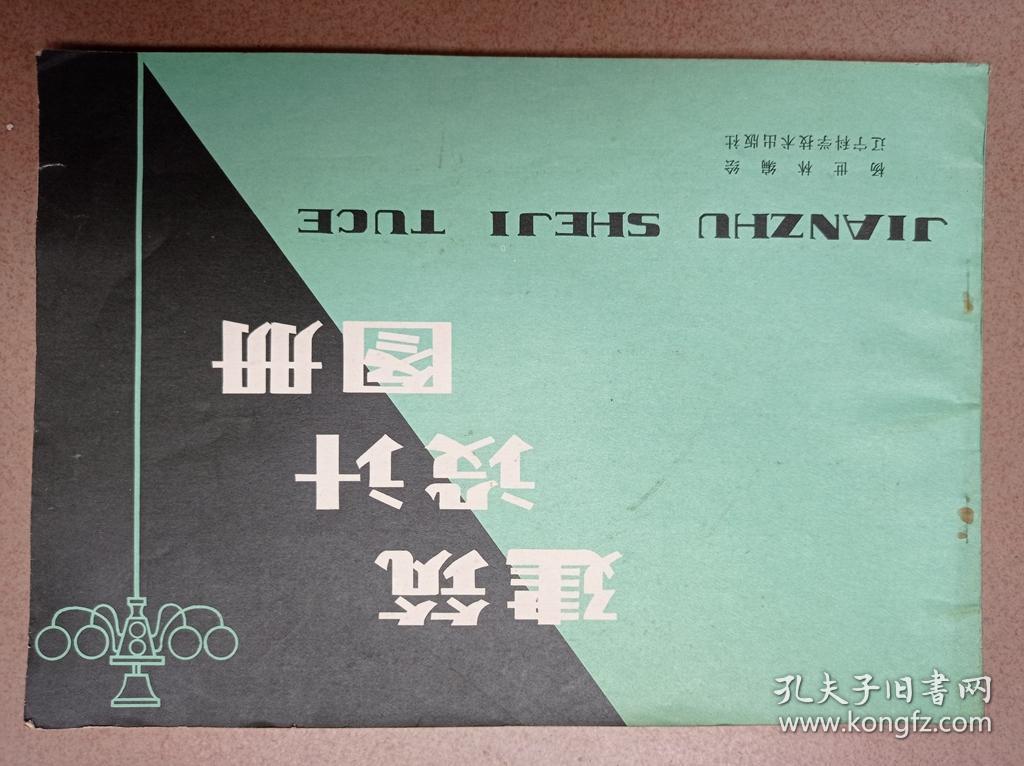 建筑
设计
图册
JIANZHU SHEJI TUCE
杨世林 编绘
辽宁科学技术出版社
孔夫子旧书网
www.kongfz.com